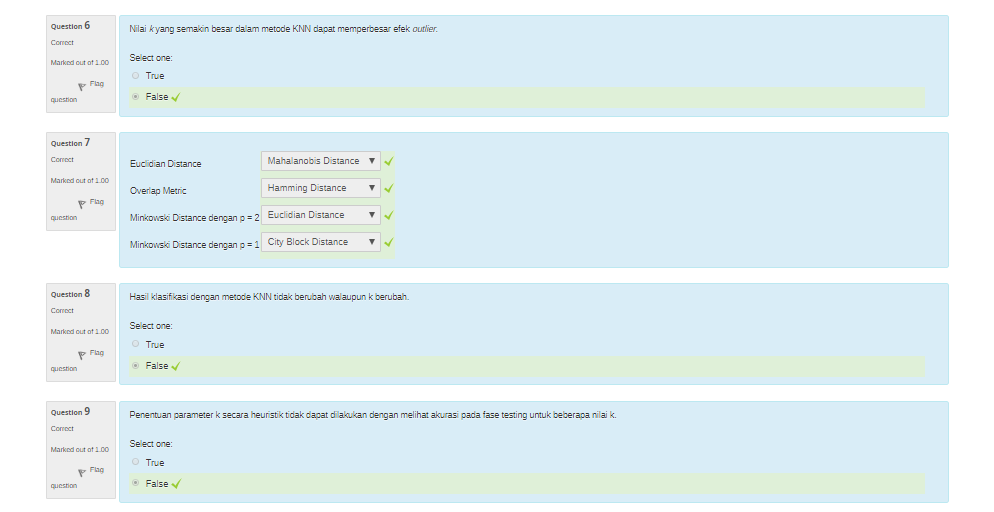 Question 6
Correct
Marked out of 1.00
Flag
question
Nilai k yang semakin besar dalam metode KNN dapat memperbesar efek outlier.
Select one:
True
False
Question 7
Correct
Marked out of 1.00
Flag
question
Euclidian Distance Mahalanobis Distance
Overlap Metric Hamming Distance
Minkowski Distance dengan p = 2 Euclidian Distance
Minkowski Distance dengan p = 1 City Block Distance
Question 8
Correct
Marked out of 1.00
Flag
question
Hasil klasifikasi dengan metode KNN tidak berubah walaupun k berubah.
Select one:
True
False
Question 9
Correct
Marked out of 1.00
Flag
question
Penentuan parameter k secara heuristik tidak dapat dilakukan dengan melihat akurasi pada fase testing untuk beberapa nilai k.
Select one:
True
False